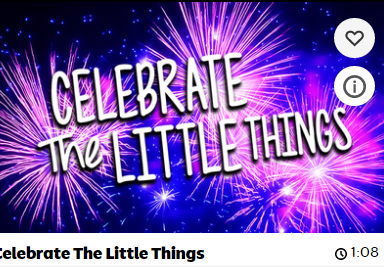 CELEBRATE
The LITTLE THINGS
Celebrate The Little Things
1:08